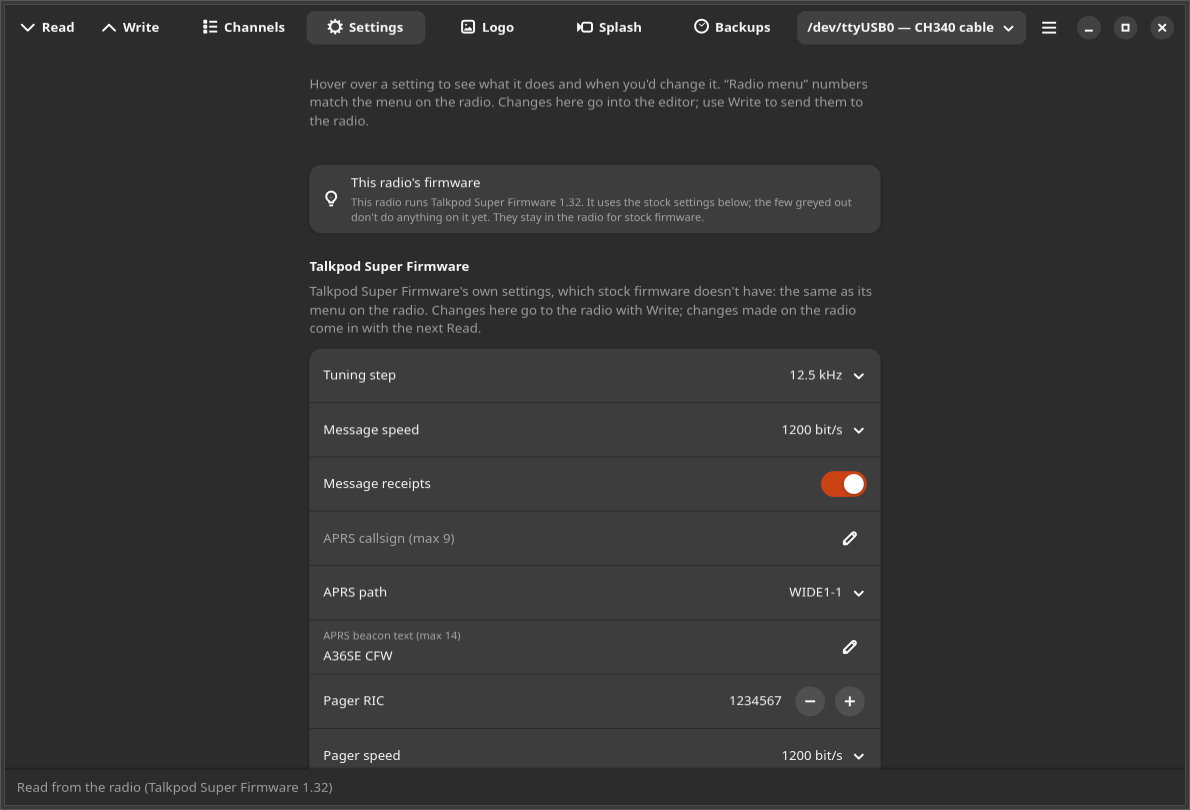 Read
Write
Channels
Settings
Logo
Splash
Backups
/dev/ttyUSB0 — CH340 cable
Hover over a setting to see what it does and when you'd change it. “Radio menu” numbers
match the menu on the radio. Changes here go into the editor; use Write to send them to
the radio.
This radio's firmware
This radio runs Talkpod Super Firmware 1.32. It uses the stock settings below; the few greyed out
don't do anything on it yet. They stay in the radio for stock firmware.
Talkpod Super Firmware
Talkpod Super Firmware's own settings, which stock firmware doesn't have: the same as its
menu on the radio. Changes here go to the radio with Write; changes made on the radio
come in with the next Read.
Tuning step 12.5 kHz
Message speed 1200 bit/s
Message receipts
APRS callsign (max 9)
APRS path WIDE1-1
APRS beacon text (max 14)
A36SE CFW
Pager RIC 1234567
Pager speed 1200 bit/s
Read from the radio (Talkpod Super Firmware 1.32)